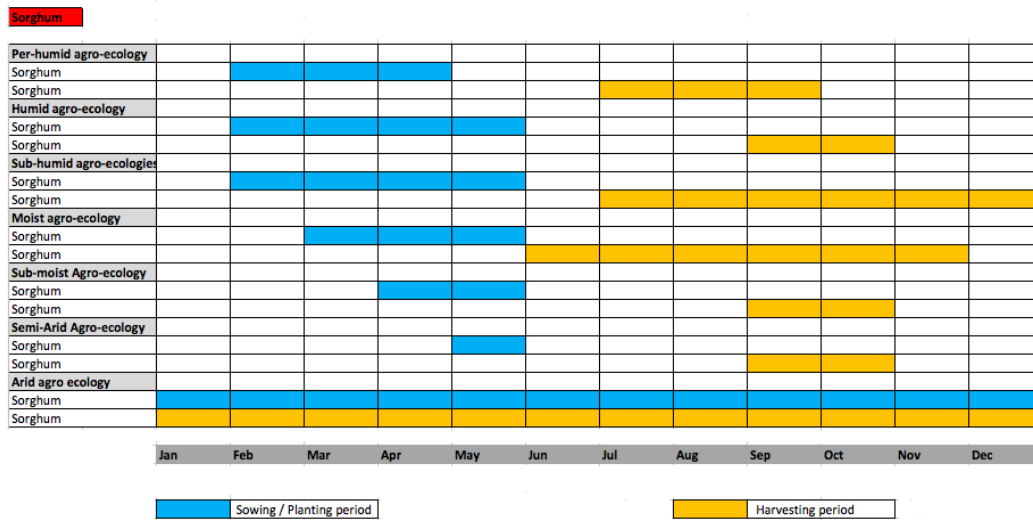 Sorghum
Per-humid agro-ecology
Sorghum
Sorghum
Humid agro-ecology
Sorghum
Sorghum
Sub-humid agro-ecologies
Sorghum
Sorghum
Moist agro-ecology
Sorghum
Sorghum
Sub-moist Agro-ecology
Sorghum
Sorghum
Semi-Arid Agro-ecology
Sorghum
Sorghum
Arid agro ecology
Sorghum
Sorghum
Jan Feb Mar Apr May Jun Jul Aug Sep Oct Nov Dec
Sowing / Planting period Harvesting period